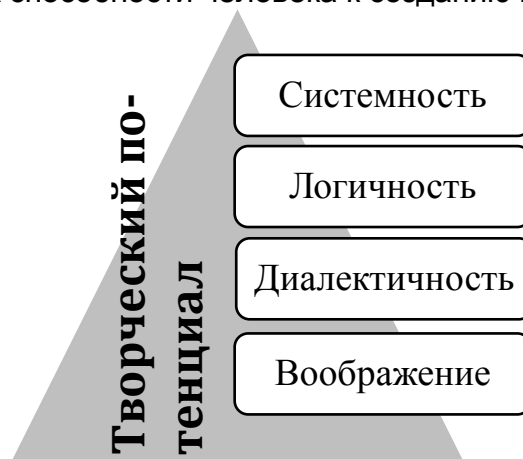 способности человека к созданию
Творческий по-
тенциал
Системность
Логичность
Диалектичность
Воображение